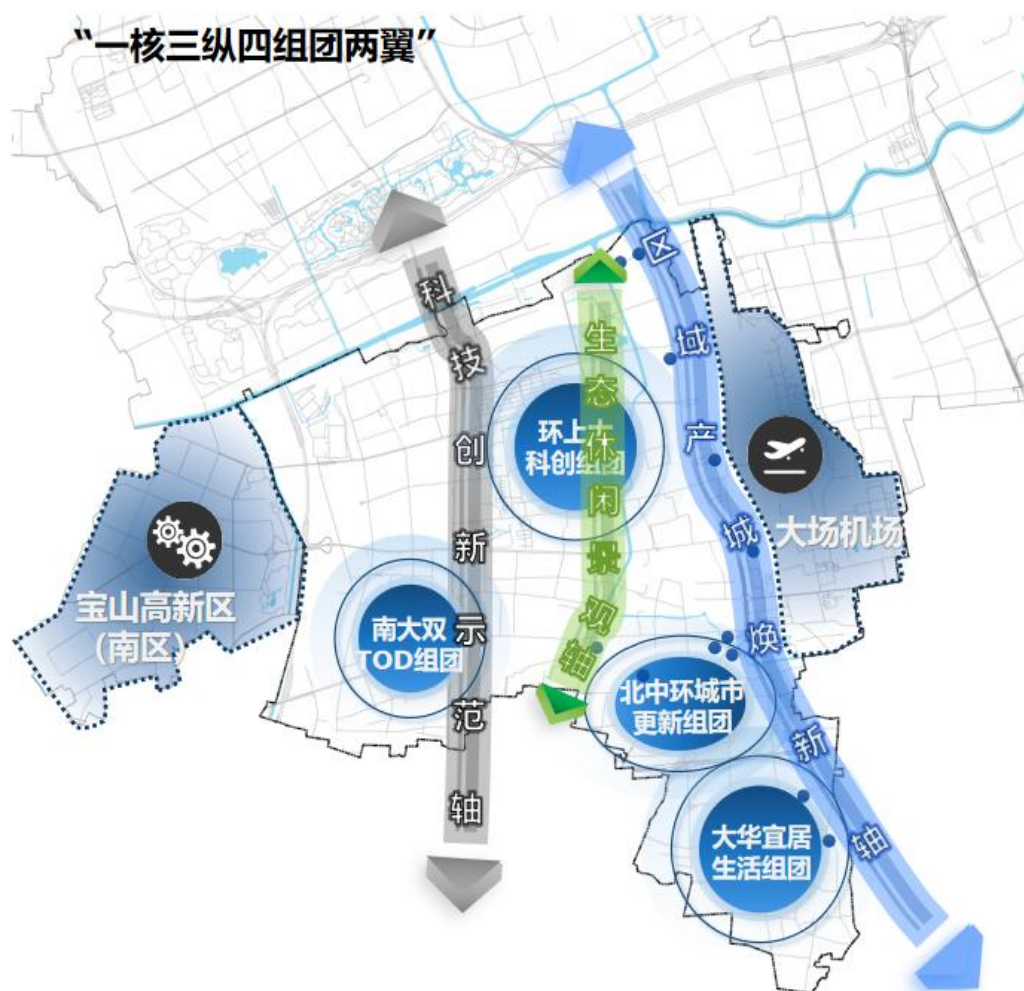 “一核三纵四组团两翼”
科技创新示范轴
生态休闲景观轴
区域产城焕新轴
环上大
科创组团
大场机场
宝山高新区
（南区）
南大双
TOD组团
北中环城市
更新组团
大华宜居
生活组团